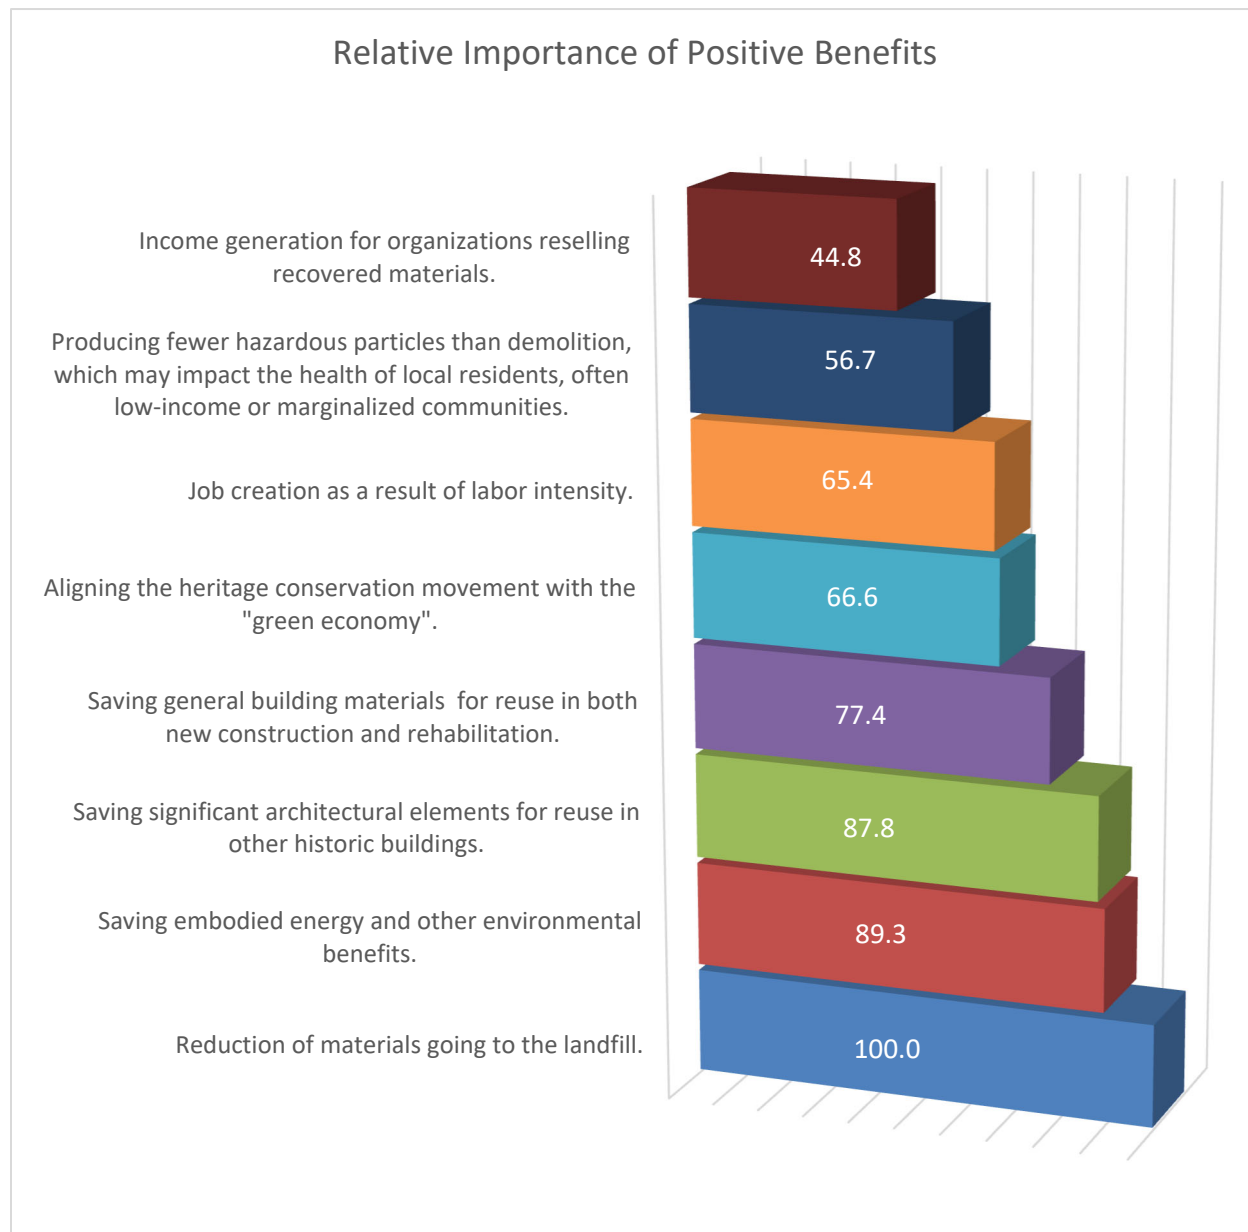 Relative Importance of Positive Benefits
Income generation for organizations reselling
recovered materials.
44.8
Producing fewer hazardous particles than demolition,
which may impact the health of local residents, often
low-income or marginalized communities.
56.7
Job creation as a result of labor intensity.
65.4
Aligning the heritage conservation movement with the
"green economy".
66.6
Saving general building materials  for reuse in both
new construction and rehabilitation.
77.4
Saving significant architectural elements for reuse in
other historic buildings.
87.8
Saving embodied energy and other environmental
benefits.
89.3
Reduction of materials going to the landfill.
100.0